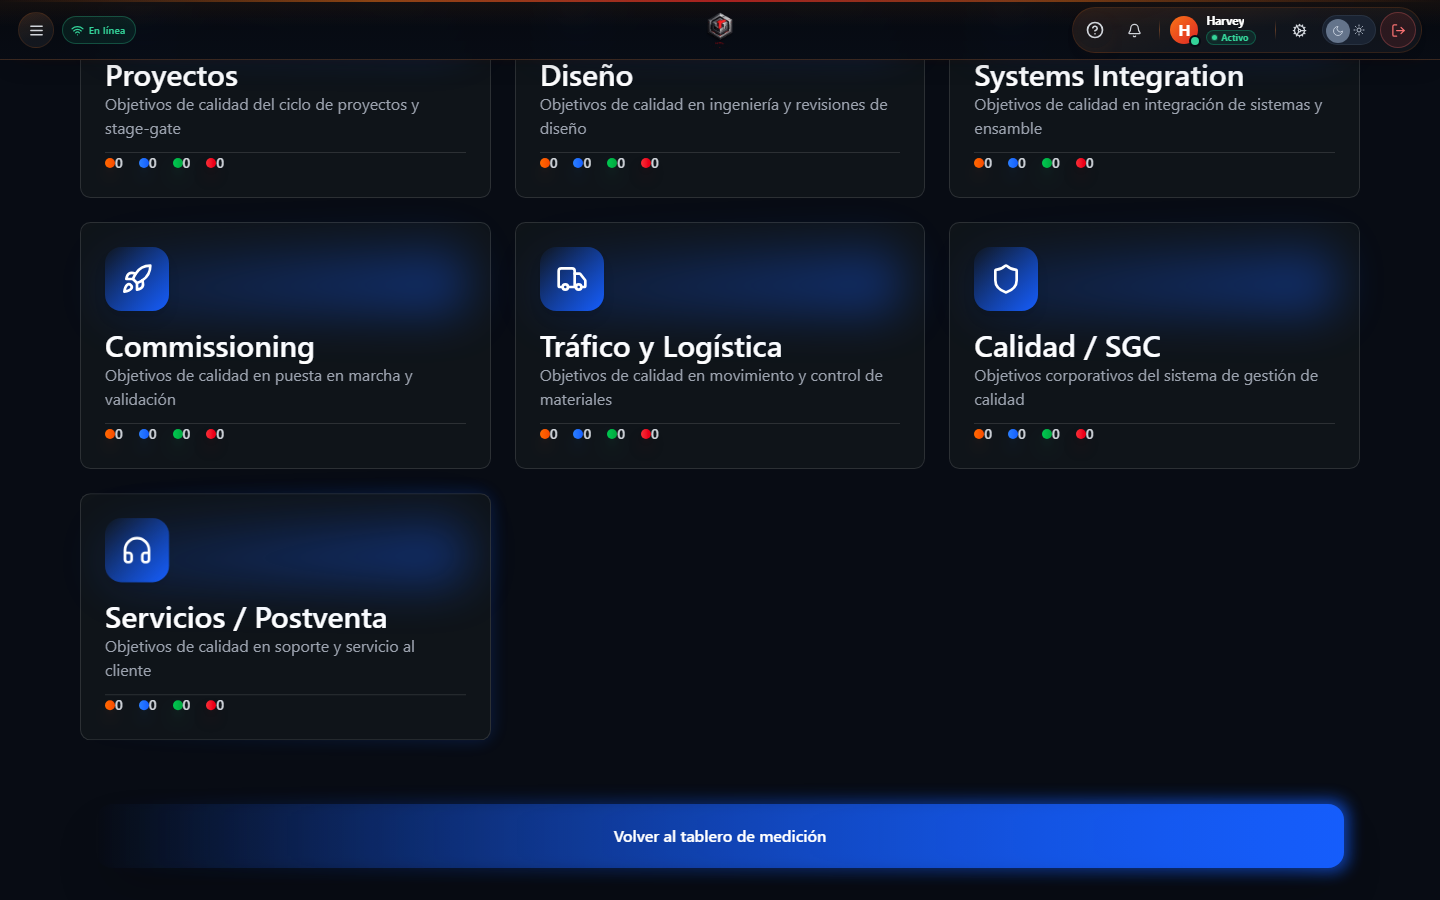 En línea
H
Harvey
Activo
Proyectos
Objetivos de calidad del ciclo de proyectos y
stage-gate
0 0 0 0
Diseño
Objetivos de calidad en ingeniería y revisiones de
diseño
0 0 0 0
Systems Integration
Objetivos de calidad en integración de sistemas y
ensamble
0 0 0 0
Commissioning
Objetivos de calidad en puesta en marcha y
validación
0 0 0 0
Tráfico y Logística
Objetivos de calidad en movimiento y control de
materiales
0 0 0 0
Calidad / SGC
Objetivos corporativos del sistema de gestión de
calidad
0 0 0 0
Servicios / Postventa
Objetivos de calidad en soporte y servicio al
cliente
0 0 0 0
Volver al tablero de medición